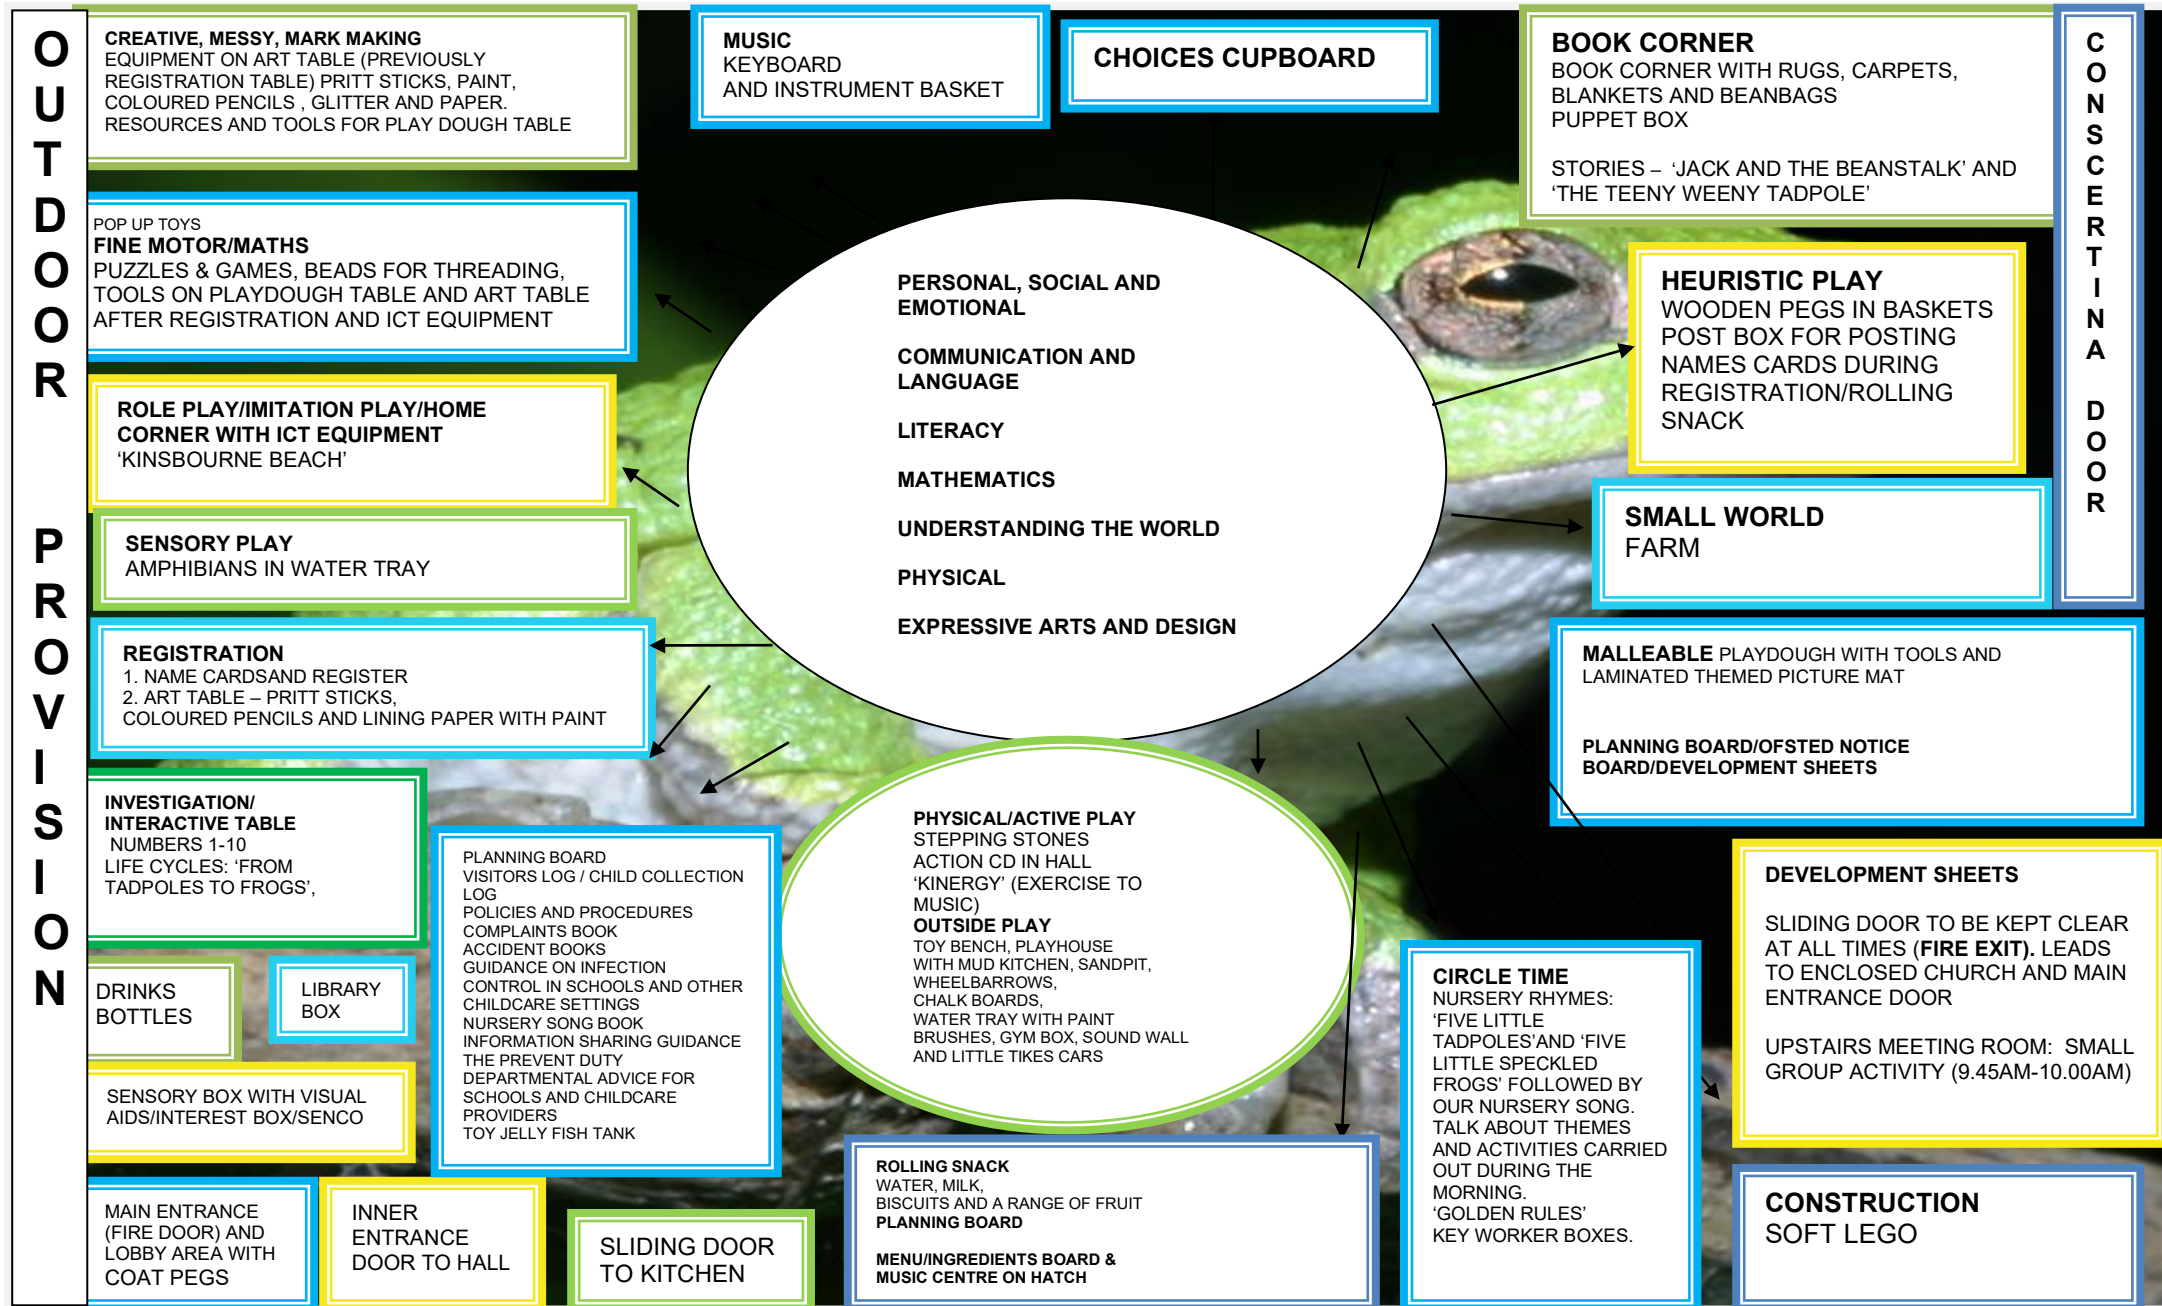 OUTDOOR PROVISION
CREATIVE, MESSY, MARK MAKING
EQUIPMENT ON ART TABLE (PREVIOUSLY
REGISTRATION TABLE) PRITT STICKS, PAINT,
COLOURED PENCILS , GLITTER AND PAPER.
RESOURCES AND TOOLS FOR PLAY DOUGH TABLE
MUSIC
KEYBOARD
AND INSTRUMENT BASKET
CHOICES CUPBOARD
BOOK CORNER
BOOK CORNER WITH RUGS, CARPETS,
BLANKETS AND BEANBAGS
PUPPET BOX
STORIES – ‘JACK AND THE BEANSTALK’ AND
‘THE TEENY WEENY TADPOLE’
CONSCERTINA DOOR
POP UP TOYS
FINE MOTOR/MATHS
PUZZLES & GAMES, BEADS FOR THREADING,
TOOLS ON PLAYDOUGH TABLE AND ART TABLE
AFTER REGISTRATION AND ICT EQUIPMENT
PERSONAL, SOCIAL AND
EMOTIONAL
COMMUNICATION AND
LANGUAGE
LITERACY
MATHEMATICS
UNDERSTANDING THE WORLD
PHYSICAL
EXPRESSIVE ARTS AND DESIGN
HEURISTIC PLAY
WOODEN PEGS IN BASKETS
POST BOX FOR POSTING
NAMES CARDS DURING
REGISTRATION/ROLLING
SNACK
ROLE PLAY/IMITATION PLAY/HOME
CORNER WITH ICT EQUIPMENT
‘KINSBOURNE BEACH’
SENSORY PLAY
AMPHIBIANS IN WATER TRAY
SMALL WORLD
FARM
REGISTRATION
1. NAME CARDSAND REGISTER
2. ART TABLE – PRITT STICKS,
COLOURED PENCILS AND LINING PAPER WITH PAINT
MALLEABLE PLAYDOUGH WITH TOOLS AND
LAMINATED THEMED PICTURE MAT
PLANNING BOARD/OFSTED NOTICE
BOARD/DEVELOPMENT SHEETS
INVESTIGATION/
INTERACTIVE TABLE
NUMBERS 1-10
LIFE CYCLES: ‘FROM
TADPOLES TO FROGS’,
PLANNING BOARD
VISITORS LOG / CHILD COLLECTION
LOG
POLICIES AND PROCEDURES
COMPLAINTS BOOK
ACCIDENT BOOKS
GUIDANCE ON INFECTION
CONTROL IN SCHOOLS AND OTHER
CHILDCARE SETTINGS
NURSERY SONG BOOK
INFORMATION SHARING GUIDANCE
THE PREVENT DUTY
DEPARTMENTAL ADVICE FOR
SCHOOLS AND CHILDCARE
PROVIDERS
TOY JELLY FISH TANK
PHYSICAL/ACTIVE PLAY
STEPPING STONES
ACTION CD IN HALL
‘KINERGY’ (EXERCISE TO
MUSIC)
OUTSIDE PLAY
TOY BENCH, PLAYHOUSE
WITH MUD KITCHEN, SANDPIT,
WHEELBARROWS,
CHALK BOARDS,
WATER TRAY WITH PAINT
BRUSHES, GYM BOX, SOUND WALL
AND LITTLE TIKES CARS
DEVELOPMENT SHEETS
SLIDING DOOR TO BE KEPT CLEAR
AT ALL TIMES (FIRE EXIT). LEADS
TO ENCLOSED CHURCH AND MAIN
ENTRANCE DOOR
UPSTAIRS MEETING ROOM: SMALL
GROUP ACTIVITY (9.45AM-10.00AM)
CIRCLE TIME
NURSERY RHYMES:
‘FIVE LITTLE
TADPOLES’AND ‘FIVE
LITTLE SPECKLED
FROGS’ FOLLOWED BY
OUR NURSERY SONG.
TALK ABOUT THEMES
AND ACTIVITIES CARRIED
OUT DURING THE
MORNING.
‘GOLDEN RULES’
KEY WORKER BOXES.
DRINKS
BOTTLES
LIBRARY
BOX
SENSORY BOX WITH VISUAL
AIDS/INTEREST BOX/SENCO
ROLLING SNACK
WATER, MILK,
BISCUITS AND A RANGE OF FRUIT
PLANNING BOARD
MENU/INGREDIENTS BOARD &
MUSIC CENTRE ON HATCH
CONSTRUCTION
SOFT LEGO
MAIN ENTRANCE
(FIRE DOOR) AND
LOBBY AREA WITH
COAT PEGS
INNER
ENTRANCE
DOOR TO HALL
SLIDING DOOR
TO KITCHEN